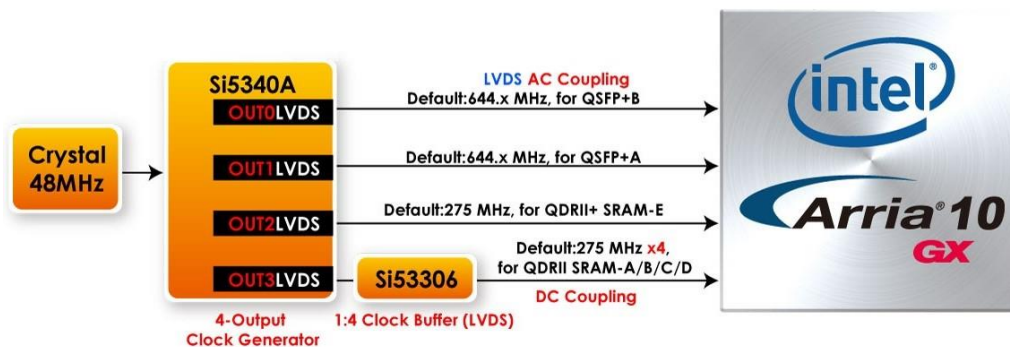 Crystal
48MHz
Si5340A
OUT0LVDS
OUT1LVDS
OUT2LVDS
OUT3LVDS
4-Output
Clock Generator
LVDS AC Coupling
Default:644.x MHz, for QSFP+B
Default:644.x MHz, for QSFP+A
Default:275 MHz, for QDRII+ SRAM-E
Si53306
1:4 Clock Buffer (LVDS)
Default:275 MHz x4,
for QDRII SRAM-A/B/C/D
DC Coupling
intel®
Arria® 10
GX